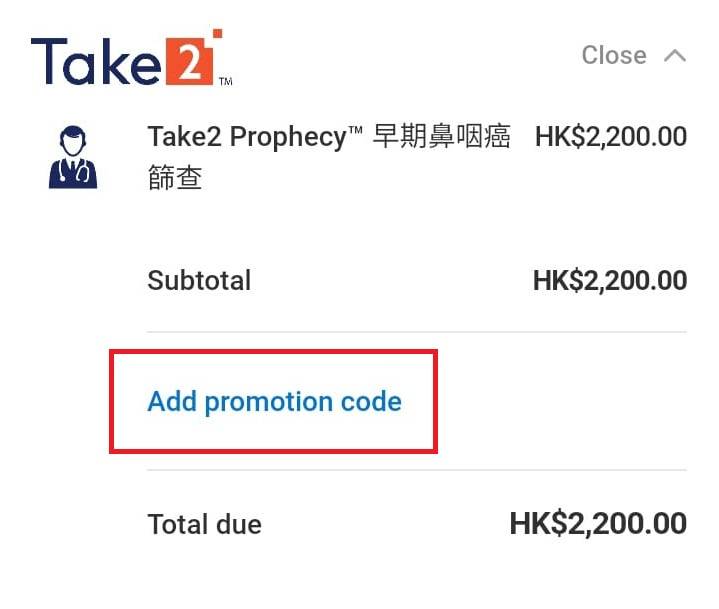 Take2™
Close
Take2 Prophecy™ 早期鼻咽癌 HK$2,200.00
篩查
Subtotal HK$2,200.00
Add promotion code
Total due HK$2,200.00